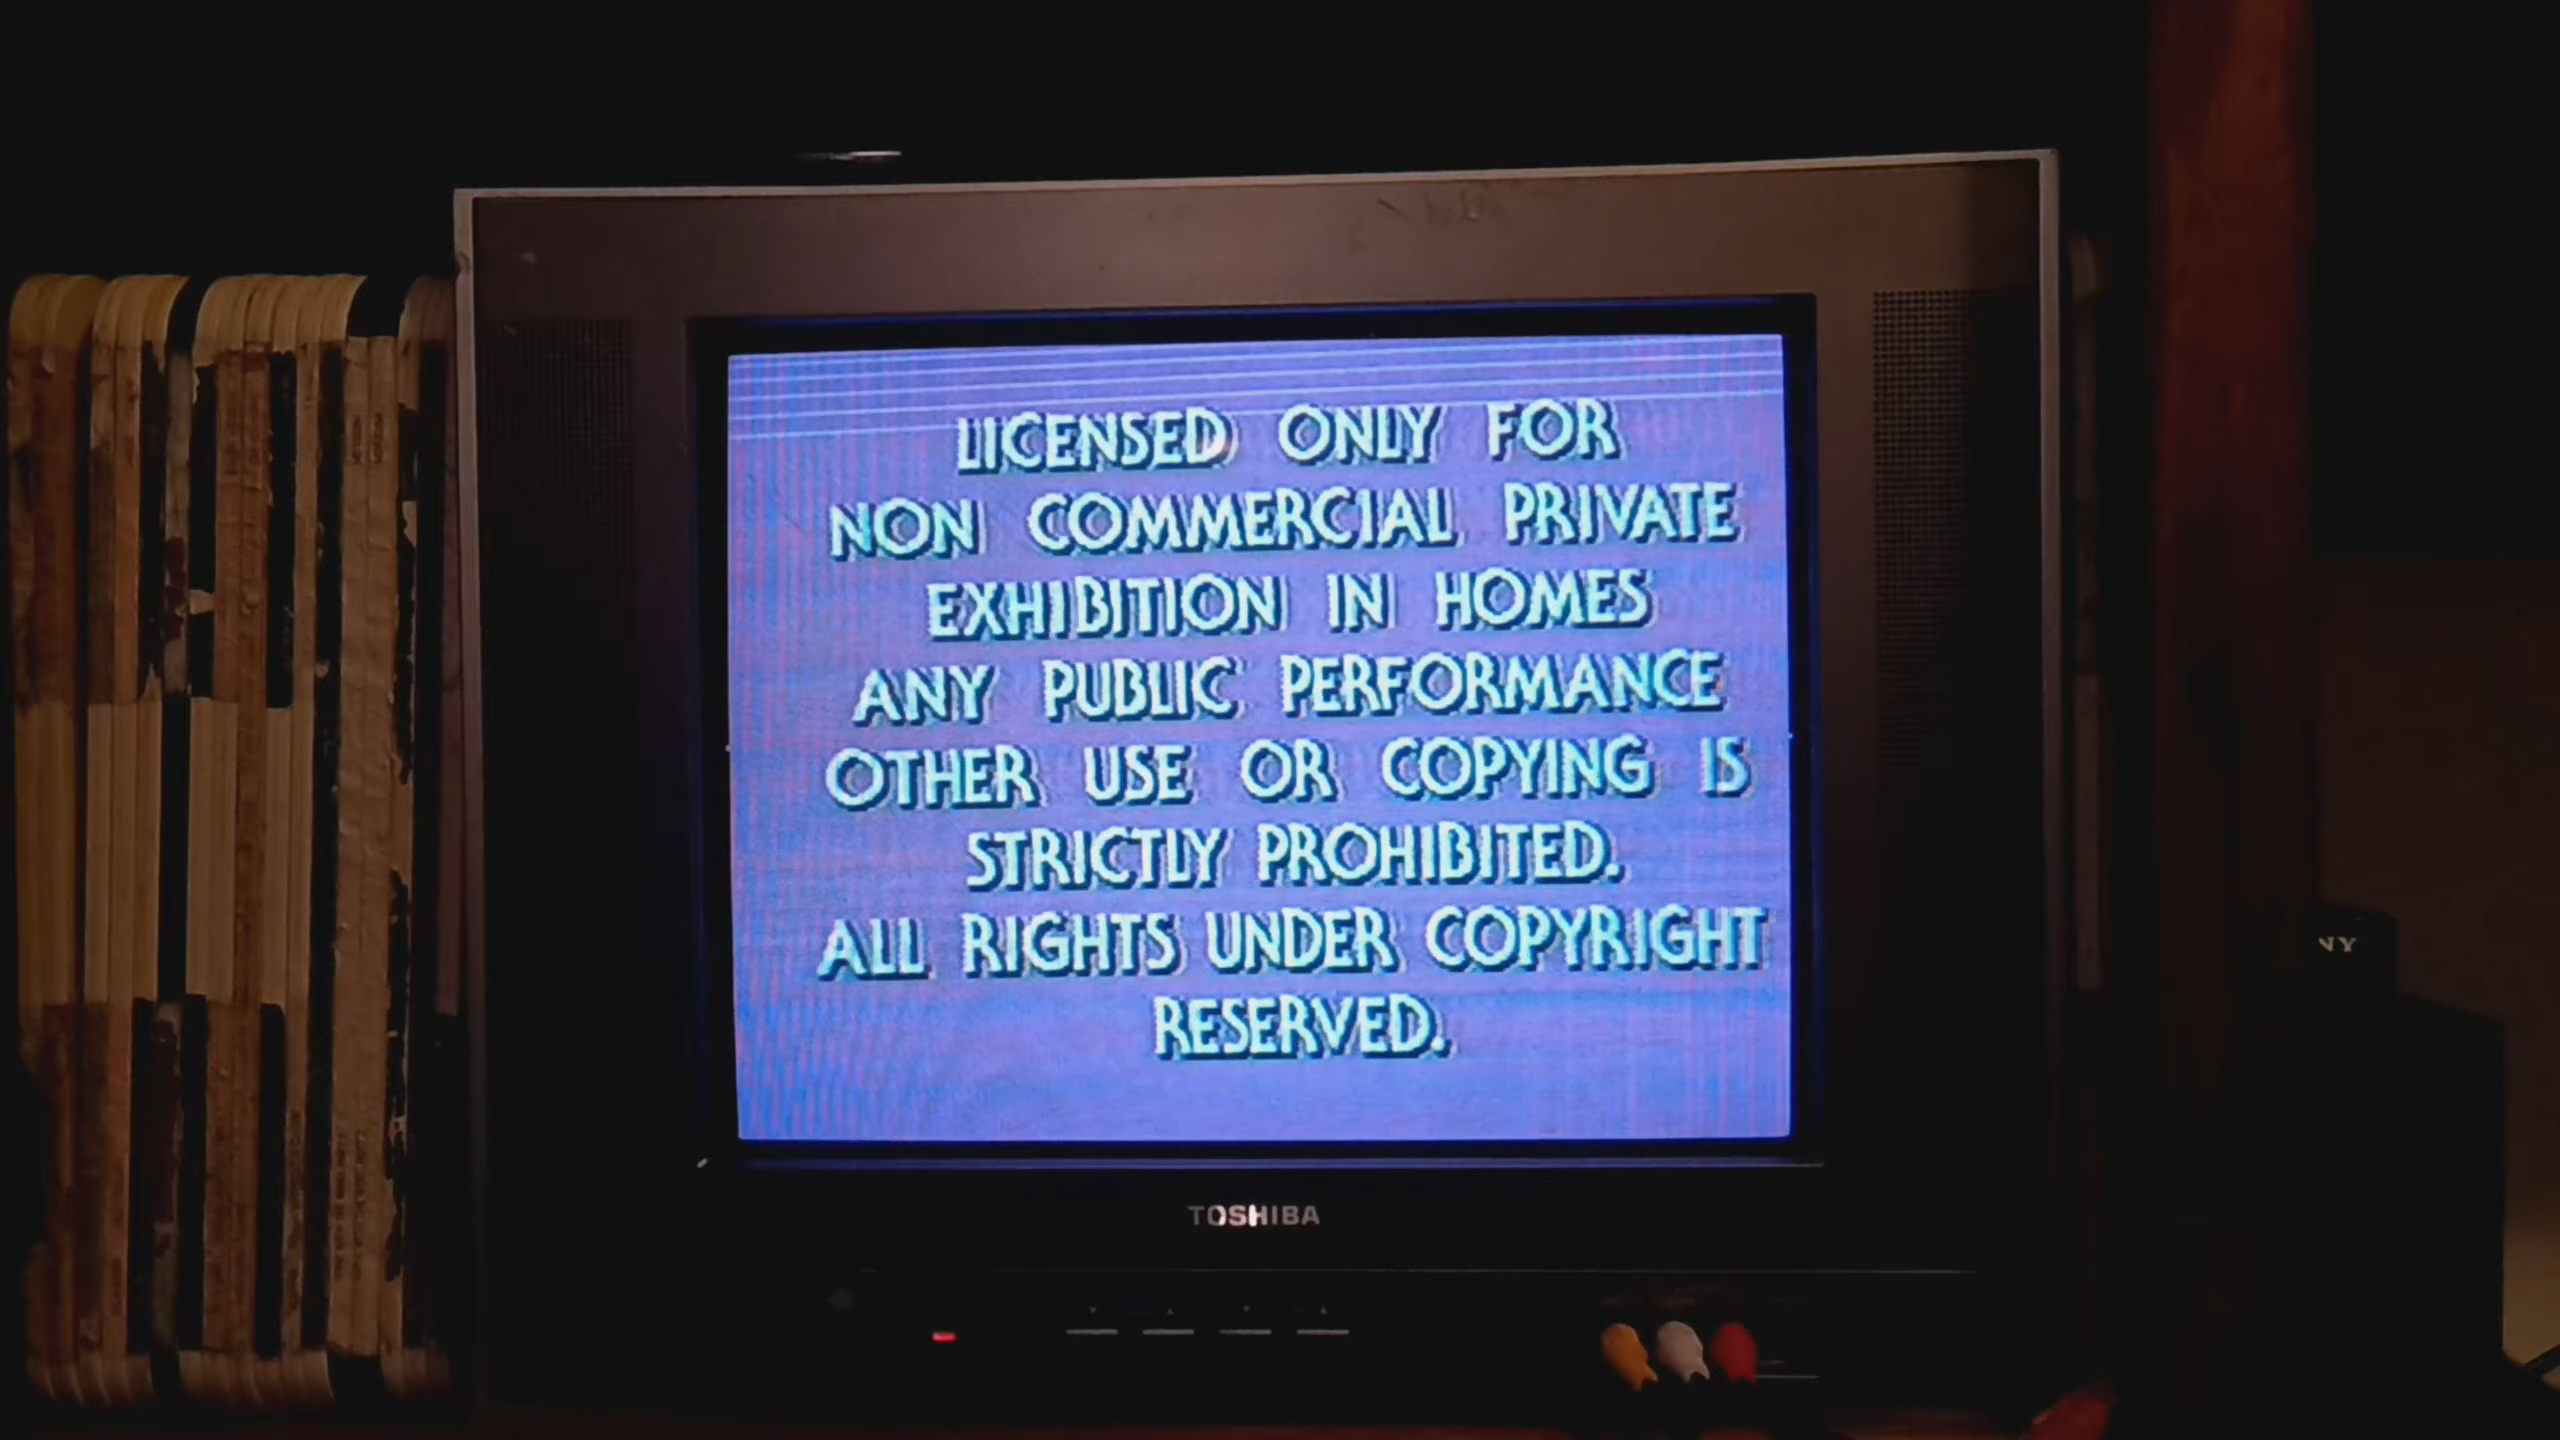 LICENSED ONLY FOR
NON COMMERCIAL PRIVATE
EXHIBITION IN HOMES
ANY PUBLIC PERFORMANCE
OTHER USE OR COPYING IS
STRICTLY PROHIBITED.
ALL RIGHTS UNDER COPYRIGHT
RESERVED.
TOSHIBA
NY